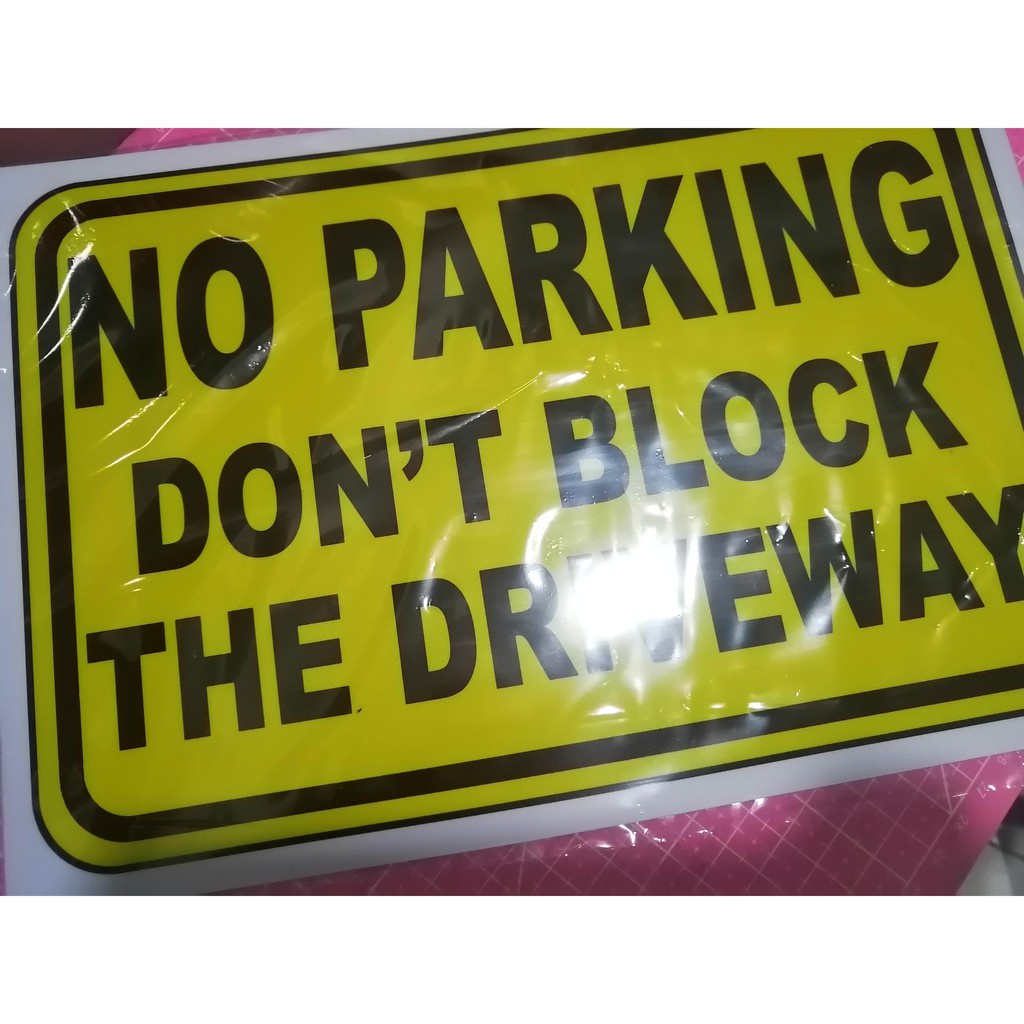 NO PARKING
DON'T BLOCK
THE DRIVEWAY